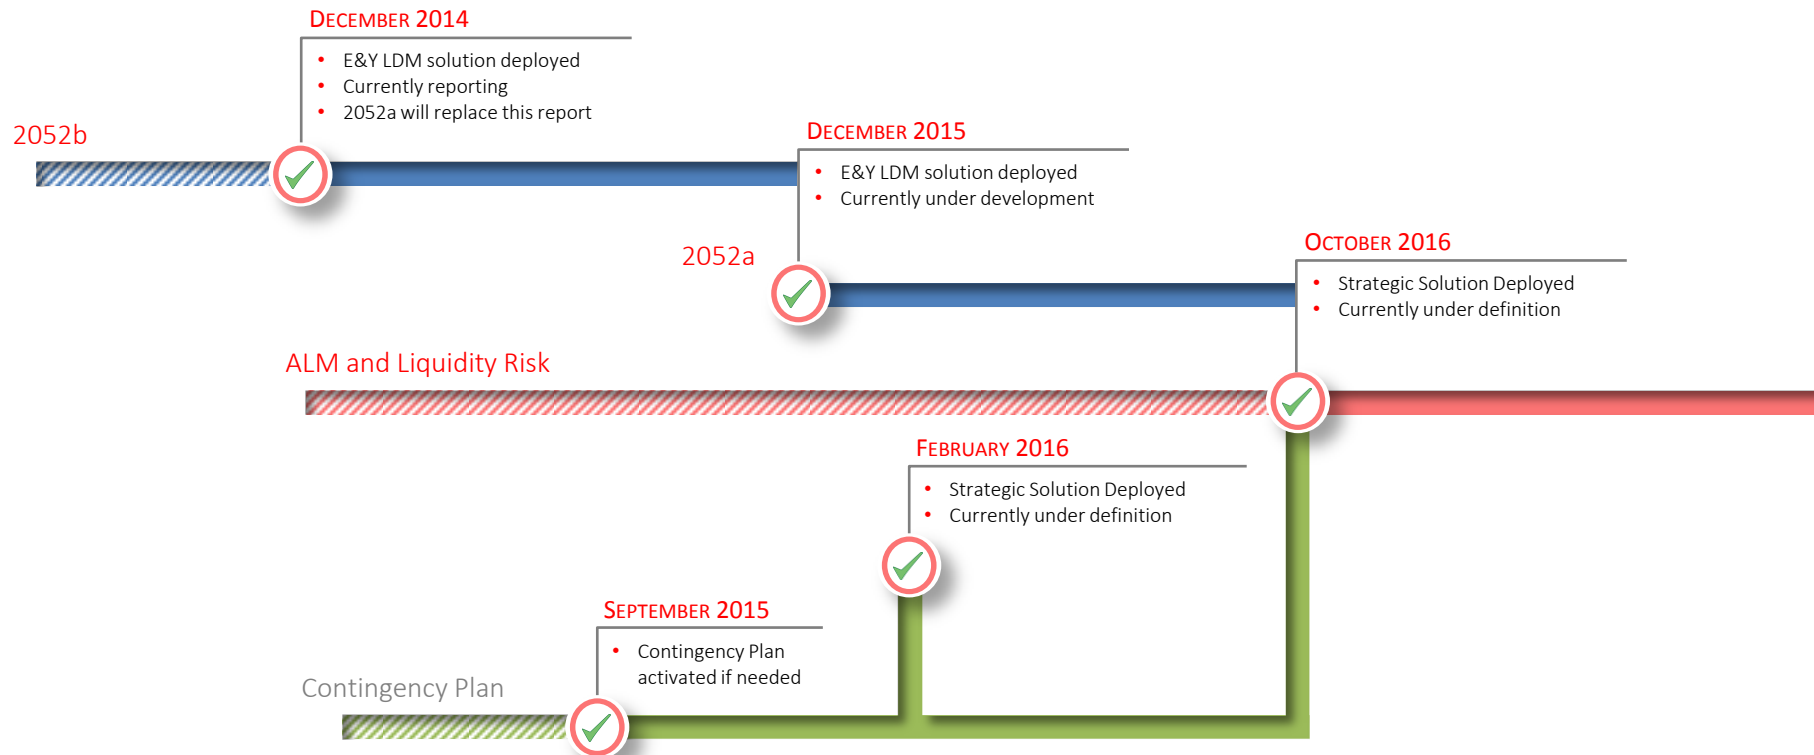 DECEMBER 2014
• E&Y LDM solution deployed
• Currently reporting
• 2052a will replace this report
2052b
DECEMBER 2015
• E&Y LDM solution deployed
• Currently under development
2052a
OCTOBER 2016
• Strategic Solution Deployed
• Currently under definition
ALM and Liquidity Risk
FEBRUARY 2016
• Strategic Solution Deployed
• Currently under definition
SEPTEMBER 2015
• Contingency Plan
activated if needed
Contingency Plan